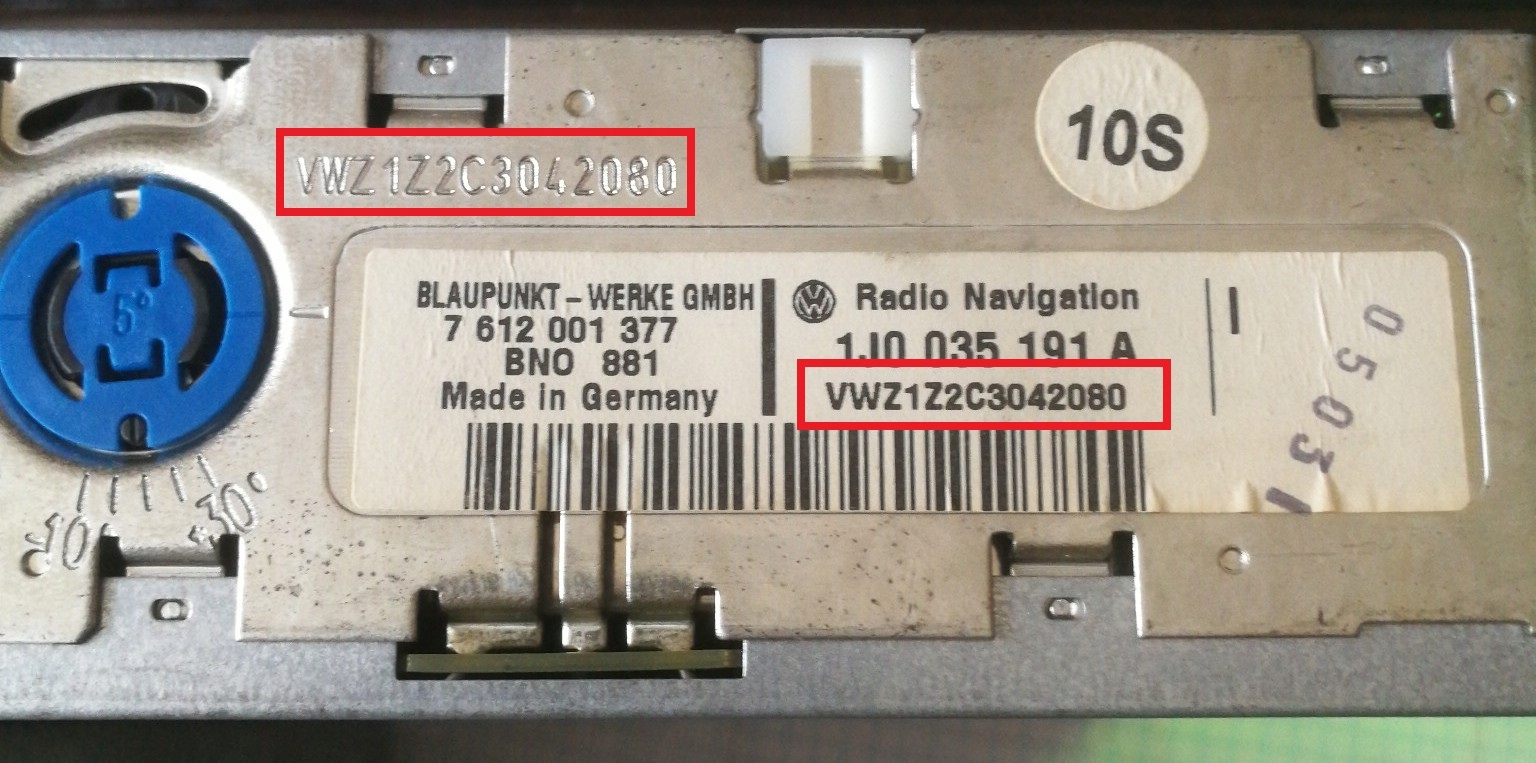 VWZ1Z2C3042080
10S
5°
BLAUPUNKT – WERKE GMBH
7 612 001 377
BNO 881
Made in Germany
Radio Navigation
1J0 035 191 A
VWZ1Z2C3042080
05031
-10°
+30°